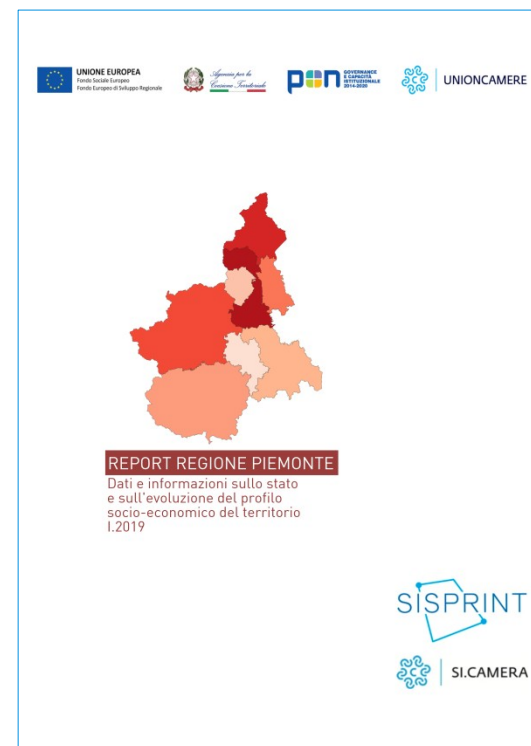 UNIONE EUROPEA
Fondo Sociale Europeo
Fondo Europeo di Sviluppo Regionale
Agenzia per la
Coesione Territoriale
pon
GOVERNANCE
E CAPACITÀ
ISTITUZIONALE
2014-2020
UNIONCAMERE
REPORT REGIONE PIEMONTE
Dati e informazioni sullo stato
e sull'evoluzione del profilo
socio-economico del territorio
I.2019
SISPRINT
SI.CAMERA